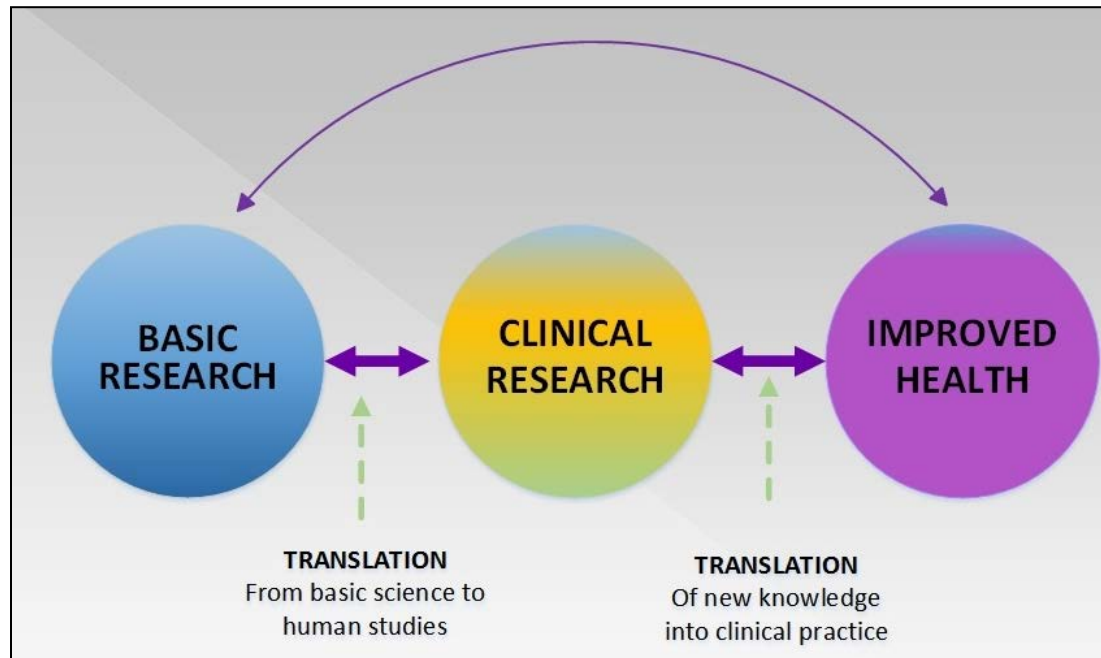 BASIC
RESEARCH
CLINICAL
RESEARCH
IMPROVED
HEALTH
TRANSLATION
From basic science to
human studies
TRANSLATION
Of new knowledge
into clinical practice